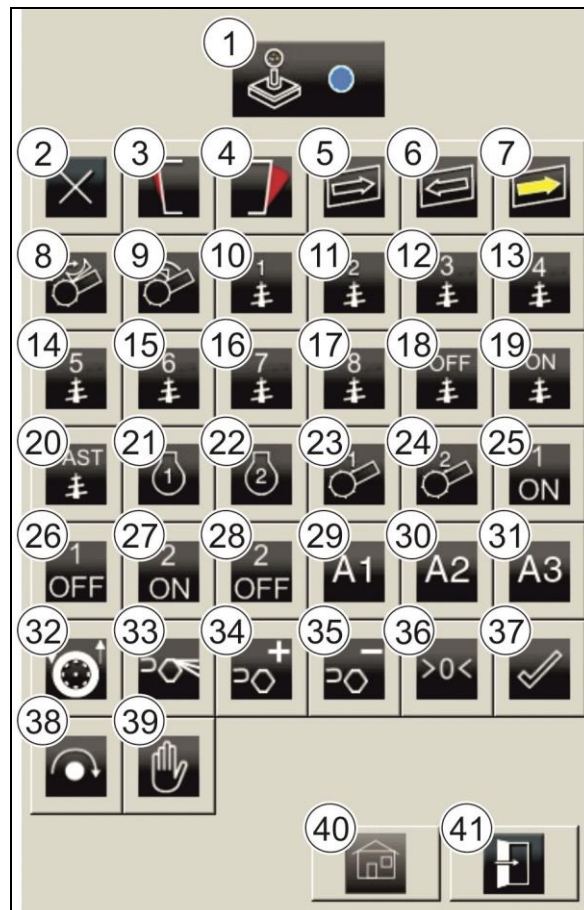 1
2 3 4 5 6 7
8 9 10 11 12 13
1 2 3 4
14 15 16 17 18 19
5 6 7 8 OFF ON
20 21 22 23 24 25
AST 1 2 1 2 1
ON
26 27 28 29 30 31
1 2 2 A1 A2 A3
OFF ON OFF
32 33 34 35 36 37
+ − >0<
38 39
40 41